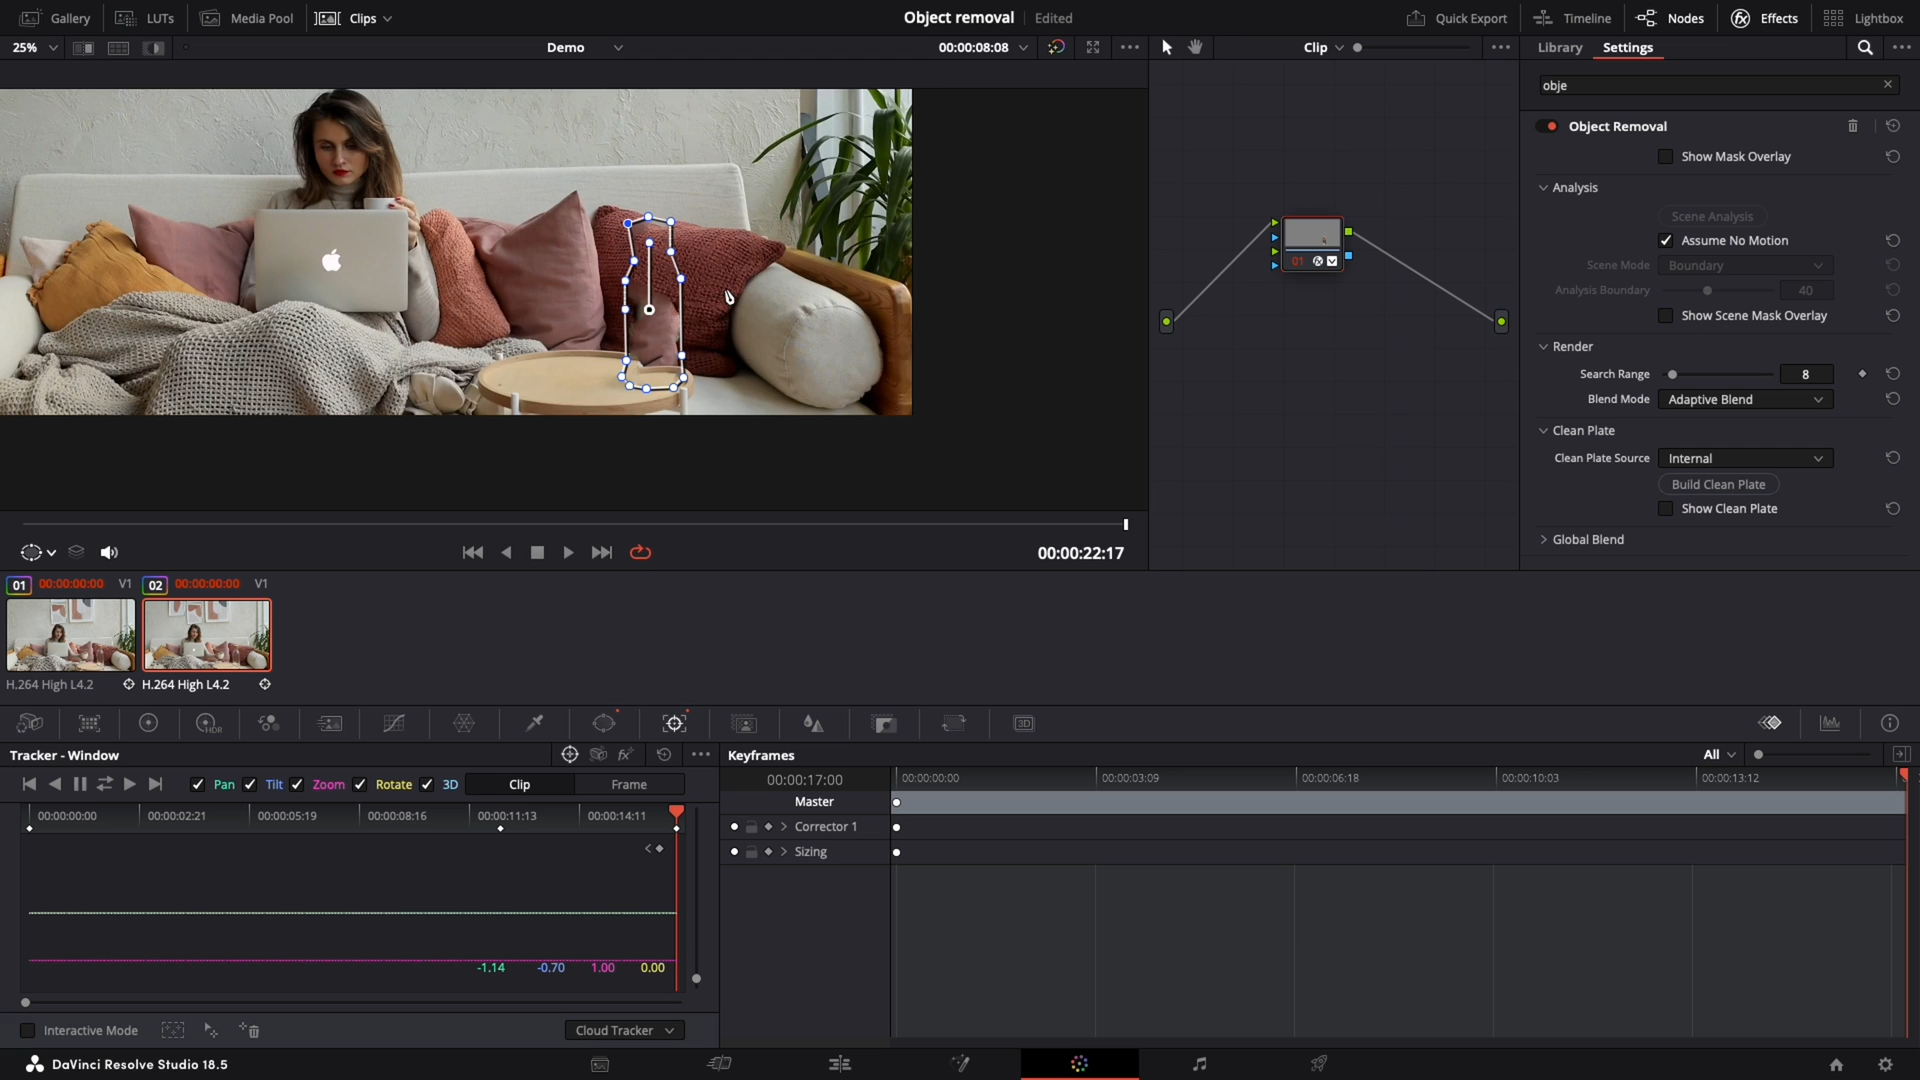 Gallery LUTs Media Pool Clips Object removal Edited Quick Export Timeline Nodes Effects Lightbox
25% Demo 00:00:08:08 Clip Library Settings
obje
Object Removal
Show Mask Overlay
Analysis
Scene Analysis
Assume No Motion
Scene Mode Boundary
Analysis Boundary 40
Show Scene Mask Overlay
Render
Search Range 8
Blend Mode Adaptive Blend
Clean Plate
Clean Plate Source Internal
Build Clean Plate
Show Clean Plate
Global Blend
01
00:00:22:17
01 00:00:00:00 V1 02 00:00:00:00 V1
H.264 High L4.2 H.264 High L4.2
HDR 3D
Tracker - Window Keyframes All
Pan Tilt Zoom Rotate 3D Clip Frame
00:00:17:00 00:00:00:00 00:00:03:09 00:00:06:18 00:00:10:03 00:00:13:12
00:00:00:00 00:00:02:21 00:00:05:19 00:00:08:16 00:00:11:13 00:00:14:11
Master
Corrector 1
Sizing
-1.14 -0.70 1.00 0.00
Interactive Mode Cloud Tracker
DaVinci Resolve Studio 18.5